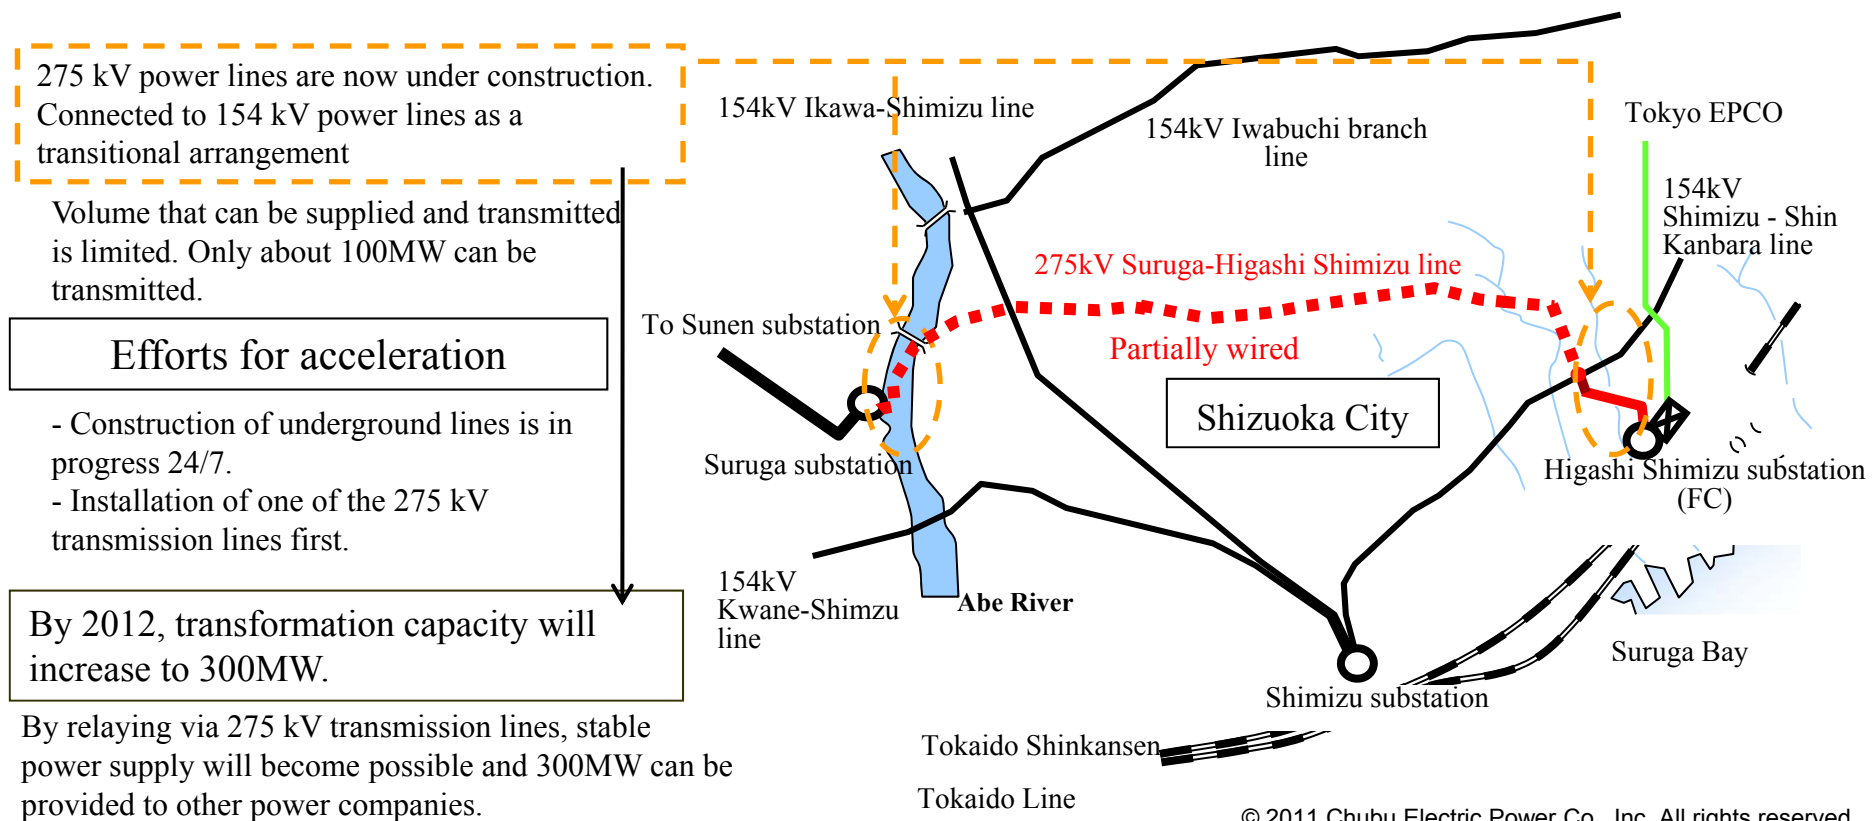 275 kV power lines are now under construction.
Connected to 154 kV power lines as a
transitional arrangement
Volume that can be supplied and transmitted
is limited. Only about 100MW can be
transmitted.
Efforts for acceleration
- Construction of underground lines is in
progress 24/7.
- Installation of one of the 275 kV
transmission lines first.
By 2012, transformation capacity will
increase to 300MW.
By relaying via 275 kV transmission lines, stable
power supply will become possible and 300MW can be
provided to other power companies.
154kV Ikawa-Shimizu line
154kV Iwabuchi branch
line
Tokyo EPCO
154kV
Shimizu - Shin
Kanbara line
275kV Suruga-Higashi Shimizu line
To Sunen substation
Partially wired
Shizuoka City
Suruga substation
Higashi Shimizu substation
(FC)
154kV
Kwane-Shimzu
line
Abe River
Suruga Bay
Shimizu substation
Tokaido Shinkansen
Tokaido Line
© 2011 Chubu Electric Power Co., Inc. All rights reserved.